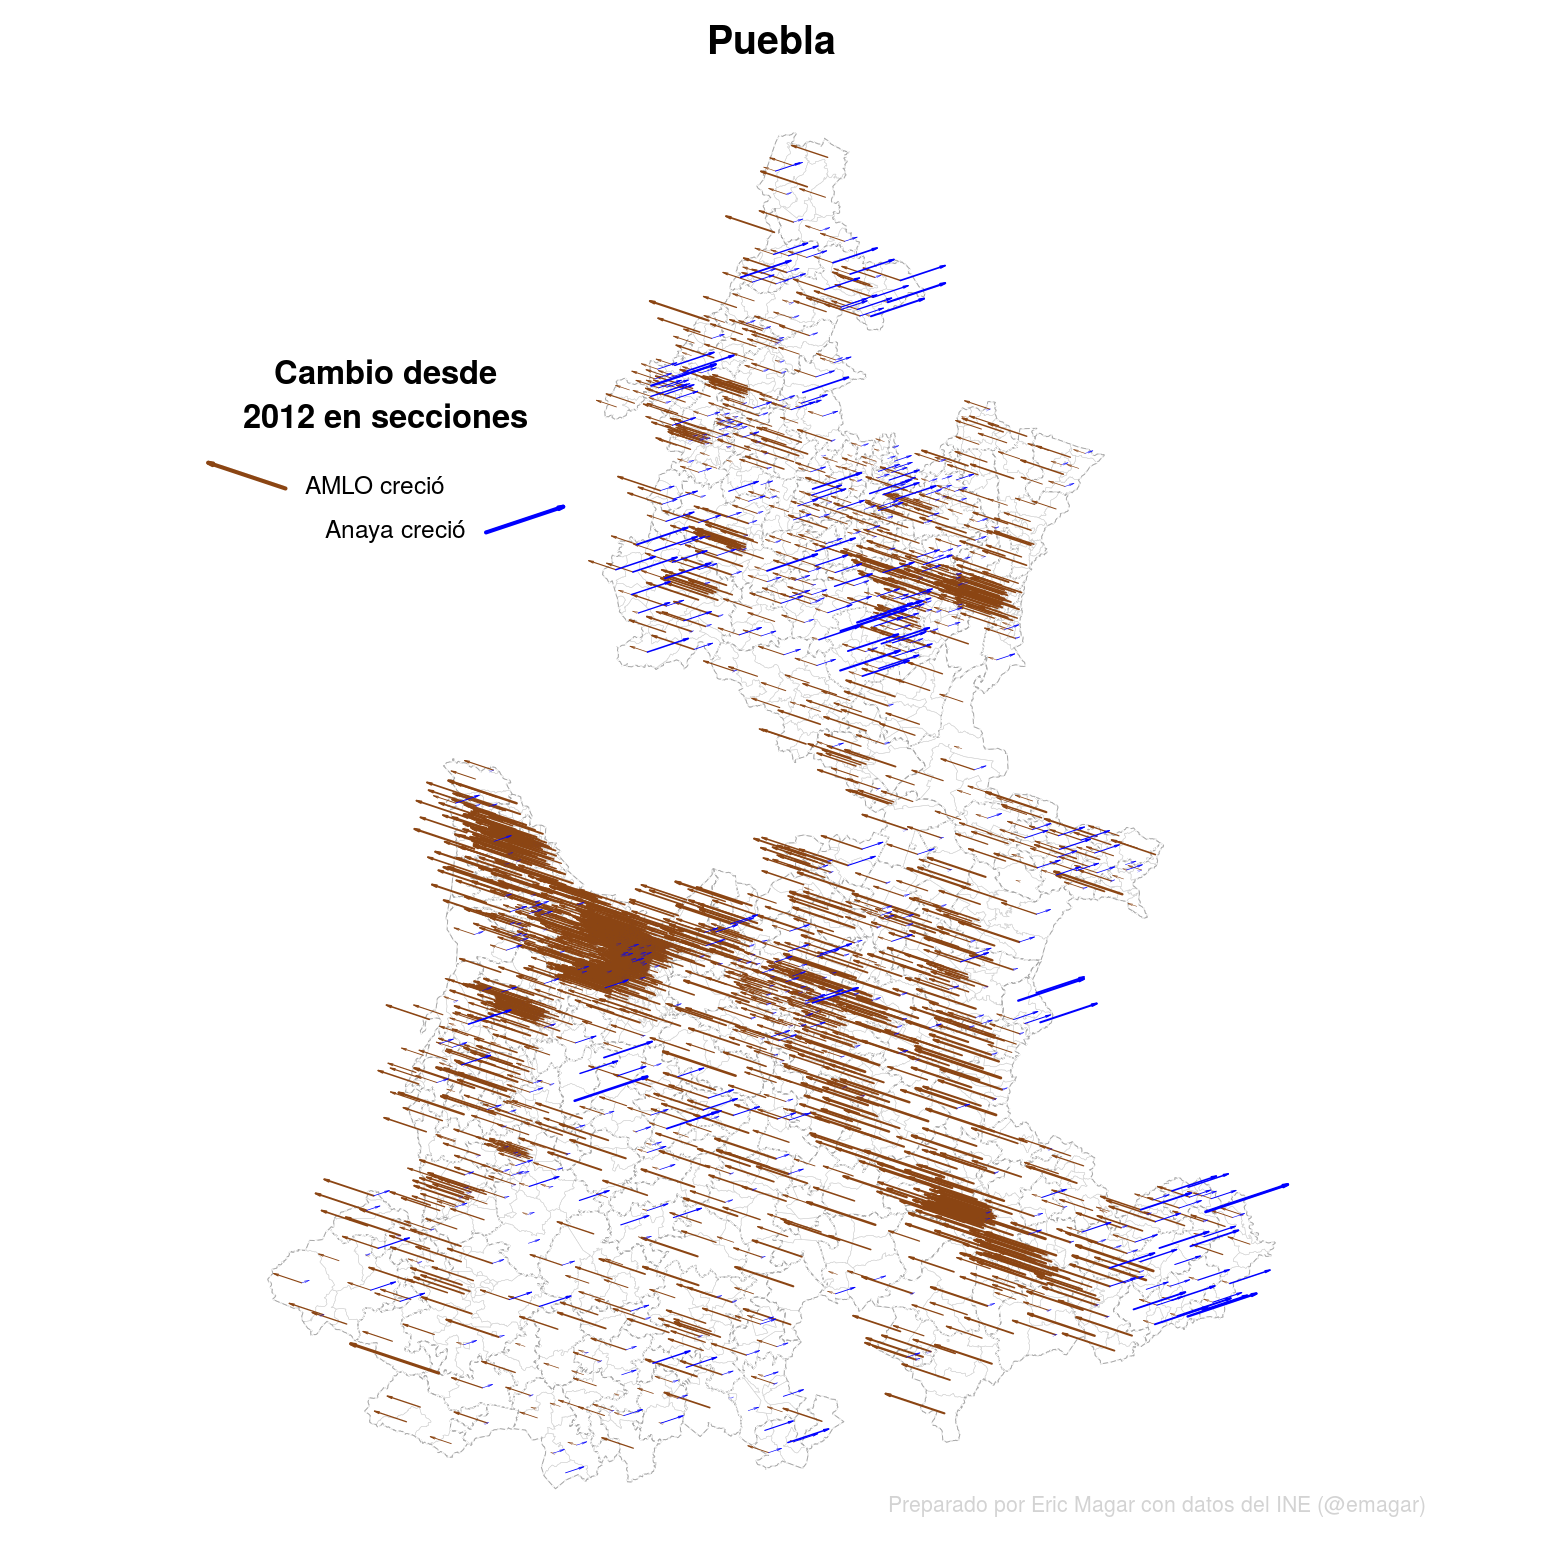 Puebla
Cambio desde
2012 en secciones
AMLO creció
Anaya creció
Preparado por Eric Magar con datos del INE (@emagar)